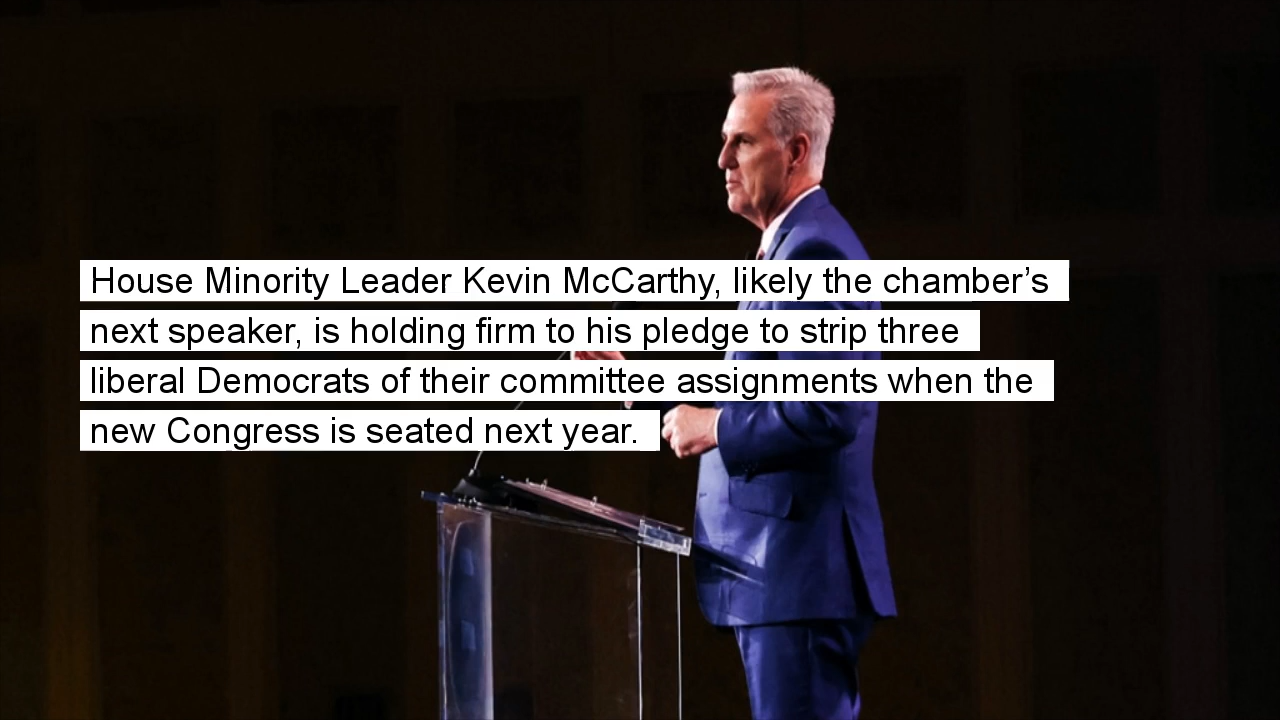 House Minority Leader Kevin McCarthy, likely the chamber’s
next speaker, is holding firm to his pledge to strip three
liberal Democrats of their committee assignments when the
new Congress is seated next year.